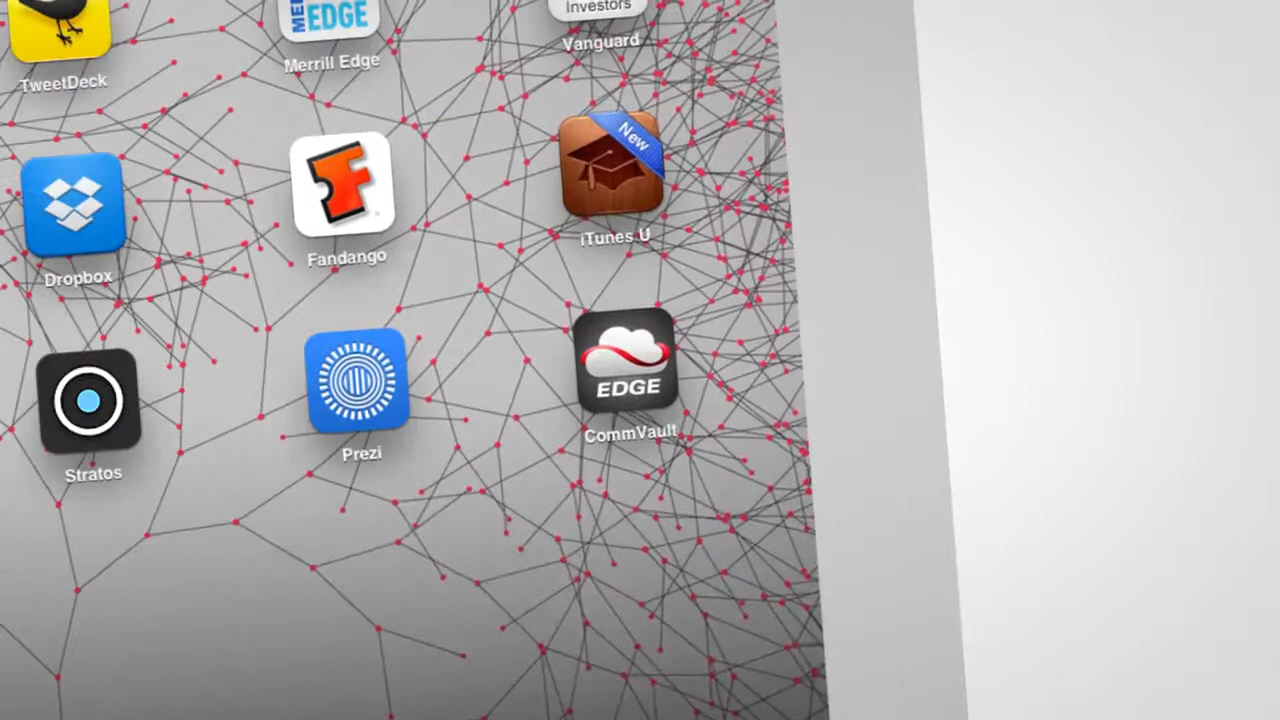 EDGE
Investors
TweetDeck
Merrill Edge
Vanguard
New
Dropbox
Fandango
iTunes U
EDGE
Stratos
Prezi
CommVault